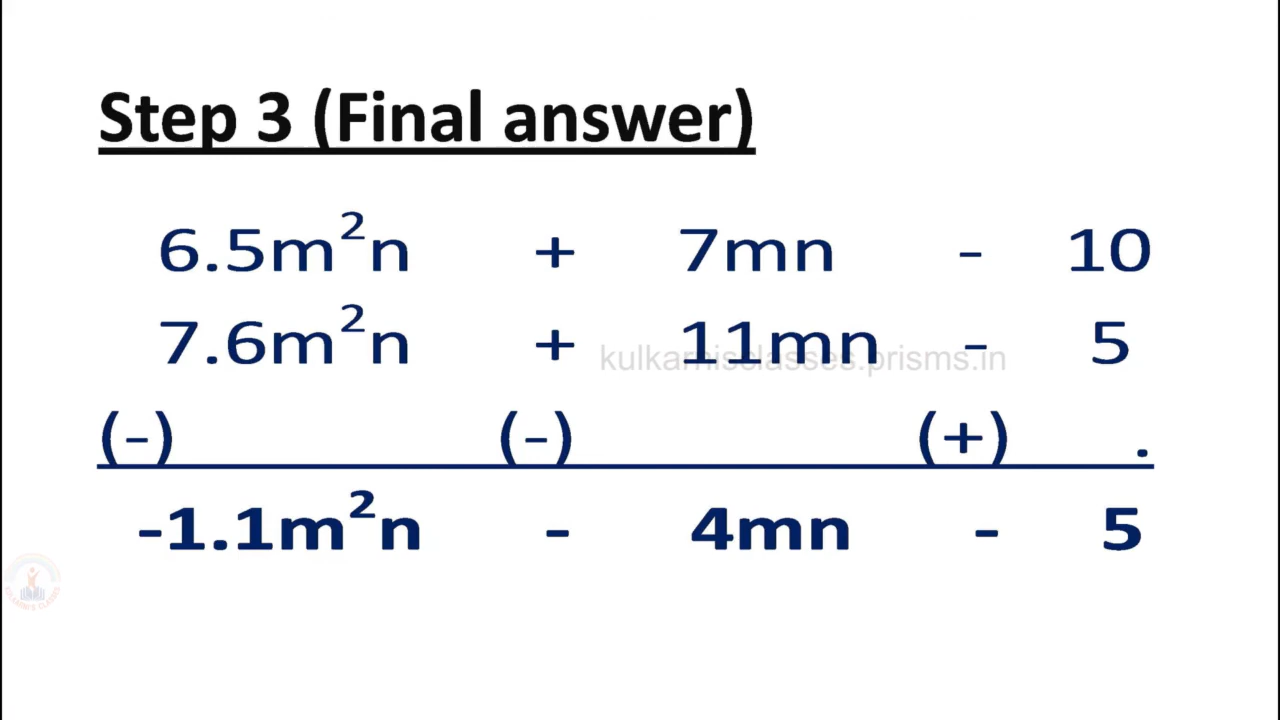 Step 3 (Final answer)
6.5m²n + 7mn - 10
7.6m²n + 11mn - 5
kulkarnisclasses.prisms.in
(-) (-) (+) .
-1.1m²n - 4mn - 5